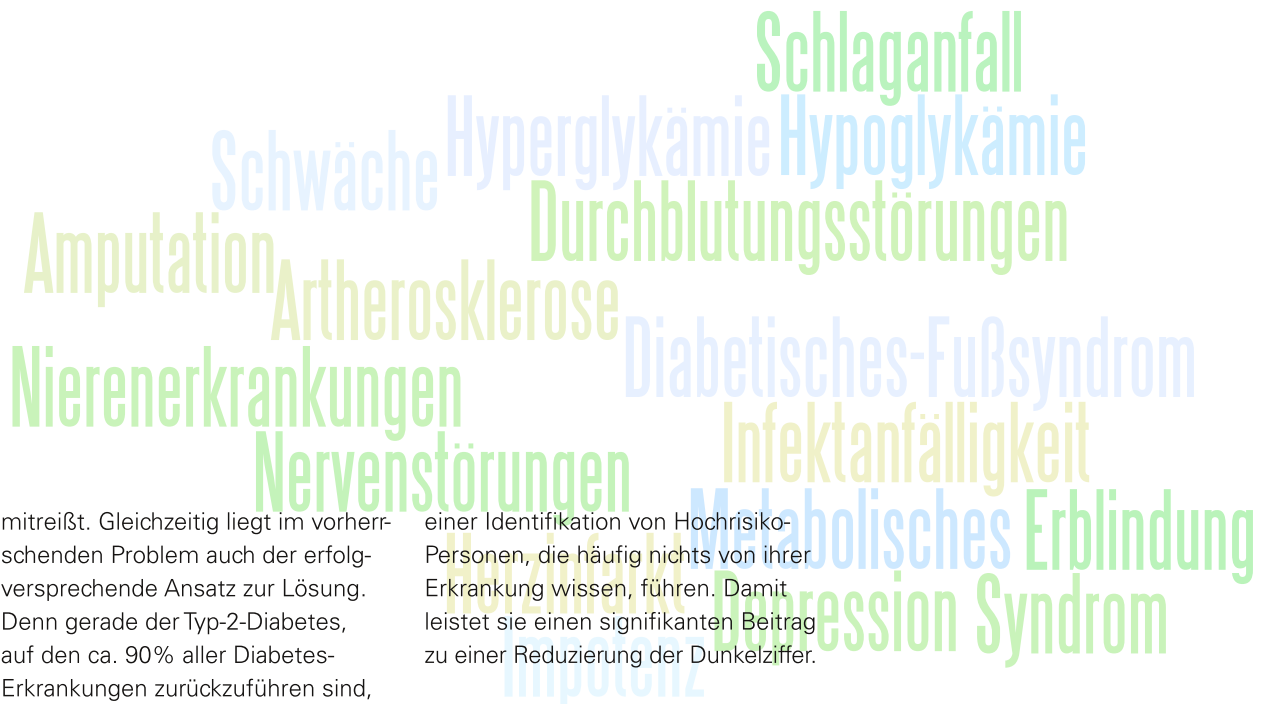 Schlaganfall
Hyperglykämie Hypoglykämie
Schwäche
Durchblutungsstörungen
Amputation
Artherosklerose
Diabetisches-Fußsyndrom
Nierenerkrankungen
Infektanfälligkeit
Nervenstörungen
Metabolisches Erblindung
Herzinfarkt
Depression Syndrom
Impotenz
mitreißt. Gleichzeitig liegt im vorherr-
schenden Problem auch der erfolg-
versprechende Ansatz zur Lösung.
Denn gerade der Typ-2-Diabetes,
auf den ca. 90% aller Diabetes-
Erkrankungen zurückzuführen sind,
einer Identifikation von Hochrisiko-
Personen, die häufig nichts von ihrer
Erkrankung wissen, führen. Damit
leistet sie einen signifikanten Beitrag
zu einer Reduzierung der Dunkelziffer.